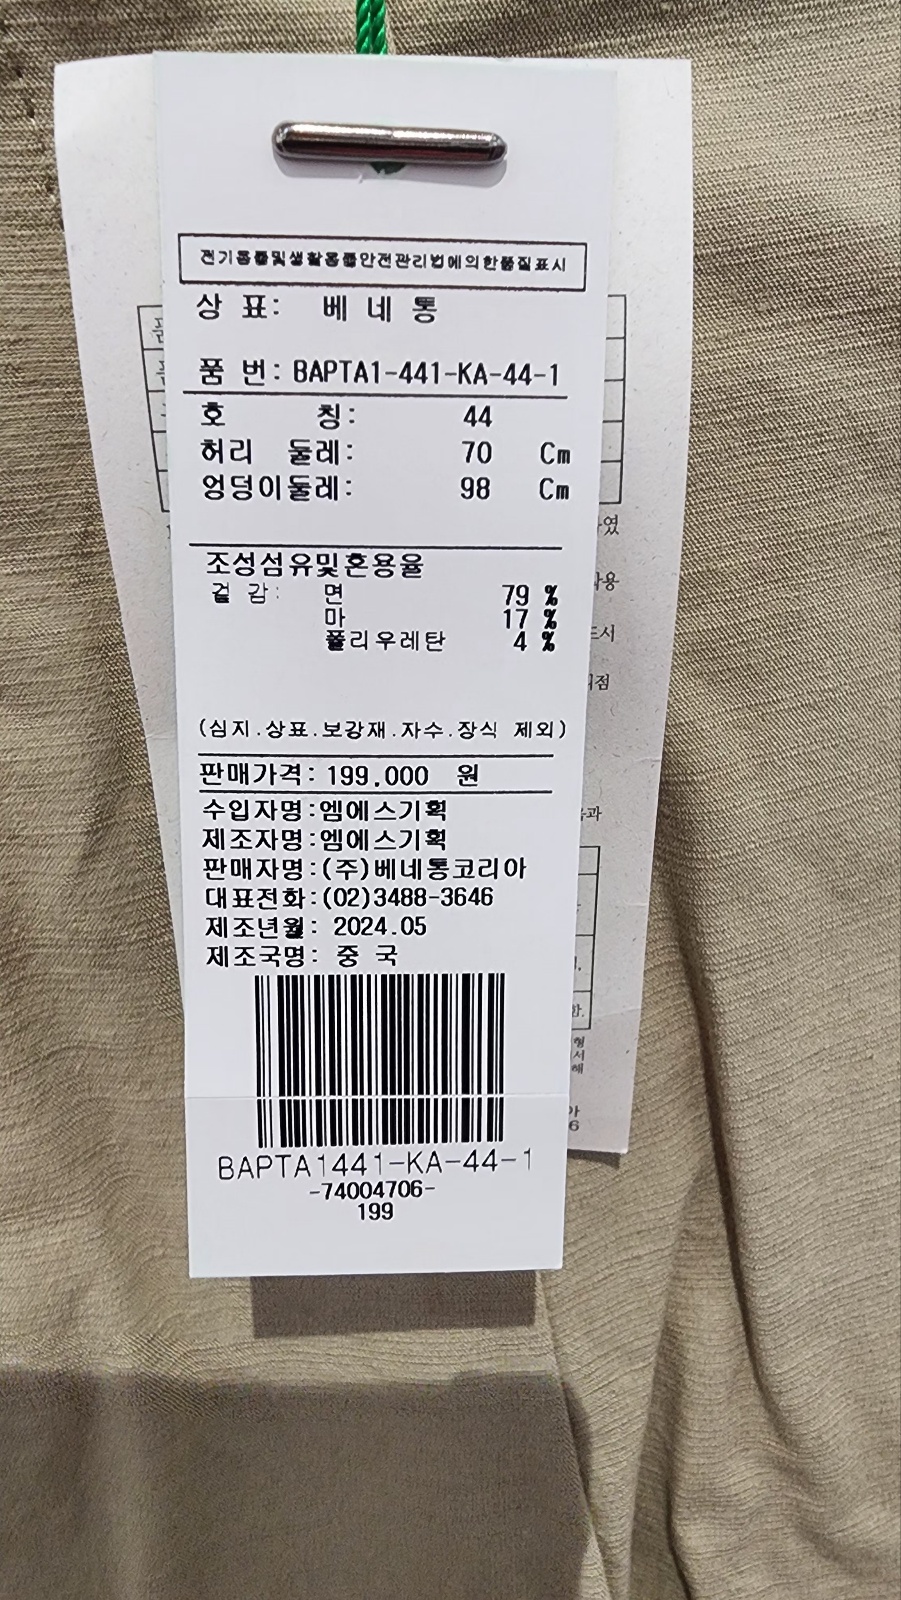 전기용품및생활용품안전관리법에의한품질표시
상 표: 베 네 통
품 번: BAPTA1-441-KA-44-1
호 칭: 44
허리 둘레: 70 Cm
엉덩이둘레: 98 Cm
조성섬유및혼용율
겉 감: 면 79 %
마 17 %
폴리우레탄 4 %
(심지.상표.보강재.자수.장식 제외)
판매가격: 199.000 원
수입자명:엠에스기획
제조자명:엠에스기획
판매자명:(주)베네통코리아
대표전화:(02)3488-3646
제조년월: 2024.05
제조국명: 중 국
BAPTA1441-KA-44-1
-74004706-
199